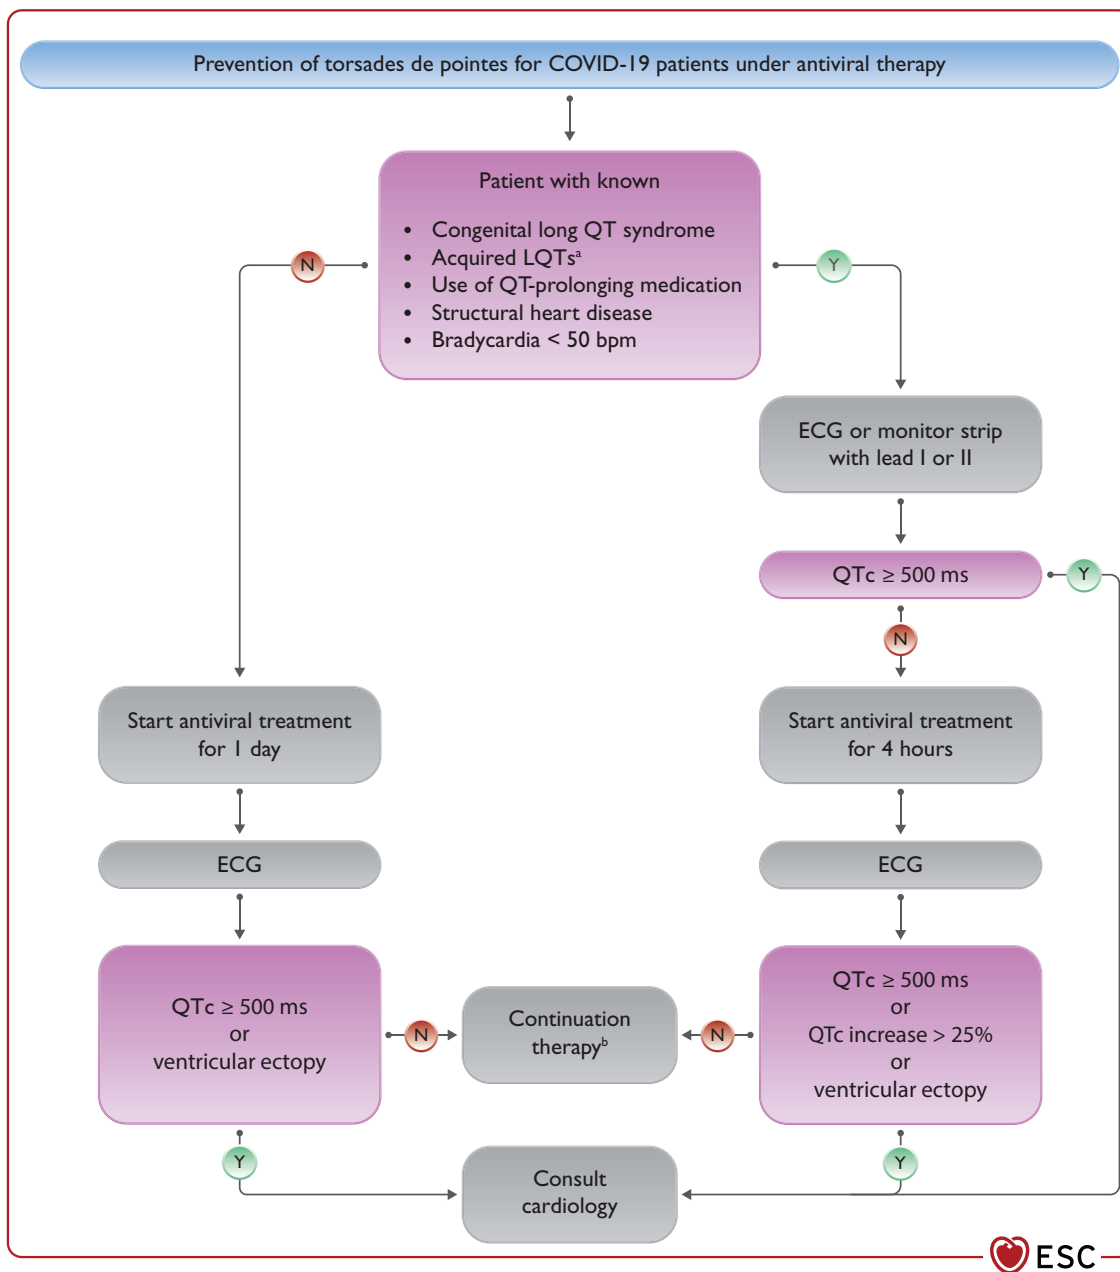 Prevention of torsades de pointes for COVID-19 patients under antiviral therapy
Patient with known
• Congenital long QT syndrome
• Acquired LQTsᵃ
• Use of QT-prolonging medication
• Structural heart disease
• Bradycardia < 50 bpm
N
Y
ECG or monitor strip
with lead I or II
QTc ≥ 500 ms
Y
N
Start antiviral treatment
for 1 day
Start antiviral treatment
for 4 hours
ECG
ECG
QTc ≥ 500 ms
or
ventricular ectopy
N
Continuation
therapyᵇ
N
QTc ≥ 500 ms
or
QTc increase > 25%
or
ventricular ectopy
Y
Consult
cardiology
Y
ESC